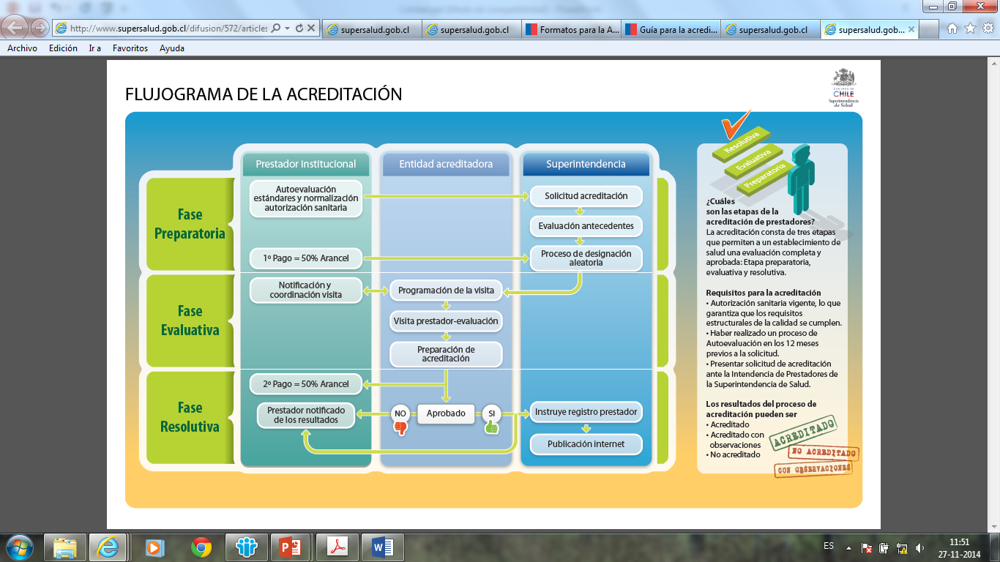 http://www.supersalud.gob.cl/difusion/572/articles
supersalud.gob.cl
supersalud.gob.cl
Formatos para la A...
Guía para la acredi...
supersalud.gob.cl
supersalud.gob...
Archivo Edición Ir a Favoritos Ayuda
FLUJOGRAMA DE LA ACREDITACIÓN
GOBIERNO DE
CHILE
Superintendencia
de Salud
Prestador institucional
Entidad acreditadora
Superintendencia
Fase
Preparatoria
Autoevaluación
estándares y normalización
autorización sanitaria
Solicitud acreditación
Evaluación antecedentes
1º Pago = 50% Arancel
Proceso de designación
aleatoria
Fase
Evaluativa
Notificación y
coordinación visita
Programación de la visita
Visita prestador-evaluación
Preparación de
acreditación
Fase
Resolutiva
2º Pago = 50% Arancel
Prestador notificado
de los resultados
NO
Aprobado
SI
Instruye registro prestador
Publicación internet
Resolutiva
Evaluativa
Preparatoria
¿Cuáles
son las etapas de la
acreditación de prestadores?
La acreditación consta de tres etapas
que permiten a un establecimiento de
salud una evaluación completa y
aprobada: Etapa preparatoria,
evaluativa y resolutiva.
Requisitos para la acreditación
• Autorización sanitaria vigente, lo que
garantiza que los requisitos
estructurales de la calidad se cumplen.
• Haber realizado un proceso de
Autoevaluación en los 12 meses
previos a la solicitud.
• Presentar solicitud de acreditación
ante la Intendencia de Prestadores de
la Superintendencia de Salud.
Los resultados del proceso de
acreditación pueden ser
• Acreditado
• Acreditado con
observaciones
• No acreditado
ACREDITADO
NO ACREDITADO
CON OBSERVACIONES
ES
11:51
27-11-2014